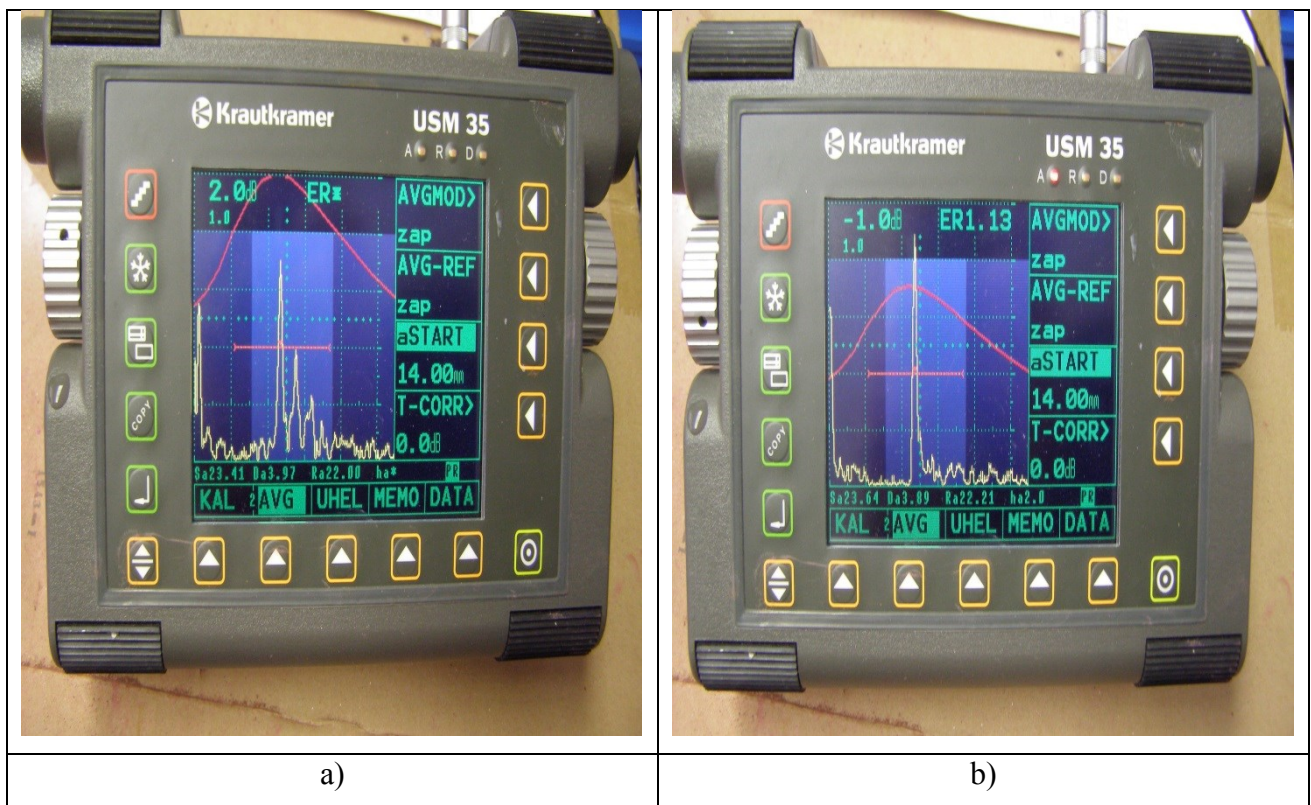 Krautkramer
USM 35
A R D
2.0dB ER
AVGMOD>
1.0
zap
AVG-REF
zap
aSTART
14.00mm
T-CORR>
0.0dB
Sa23.41 Da3.97 Ra22.00 ha* PR
KAL 2 AVG UHEL MEMO DATA
COPY
a)
Krautkramer
USM 35
A R D
-1.0dB ER1.13
AVGMOD>
1.0
zap
AVG-REF
zap
aSTART
14.00mm
T-CORR>
0.0dB
Sa23.64 Da3.89 Ra22.21 ha2.0 PR
KAL 2 AVG UHEL MEMO DATA
COPY
b)